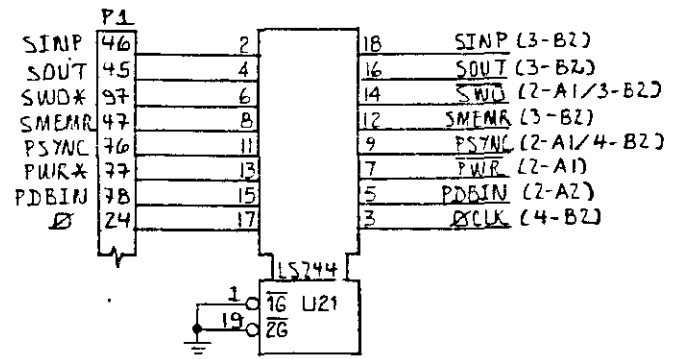 P1
SINP 46 2 18 SINP (3-B2)
SOUT 45 4 16 SOUT (3-B2)
SWO* 97 6 14 SWO (2-A1/3-B2)
SMEMR 47 8 12 SMEMR (3-B2)
PSYNC 76 11 9 PSYNC (2-A1/4-B2)
PWR* 77 13 7 PWR (2-A1)
PDBIN 78 15 5 PDBIN (2-A2)
Ø 24 17 3 ØCLK (4-B2)
LS244
1 1G U21
19 2G